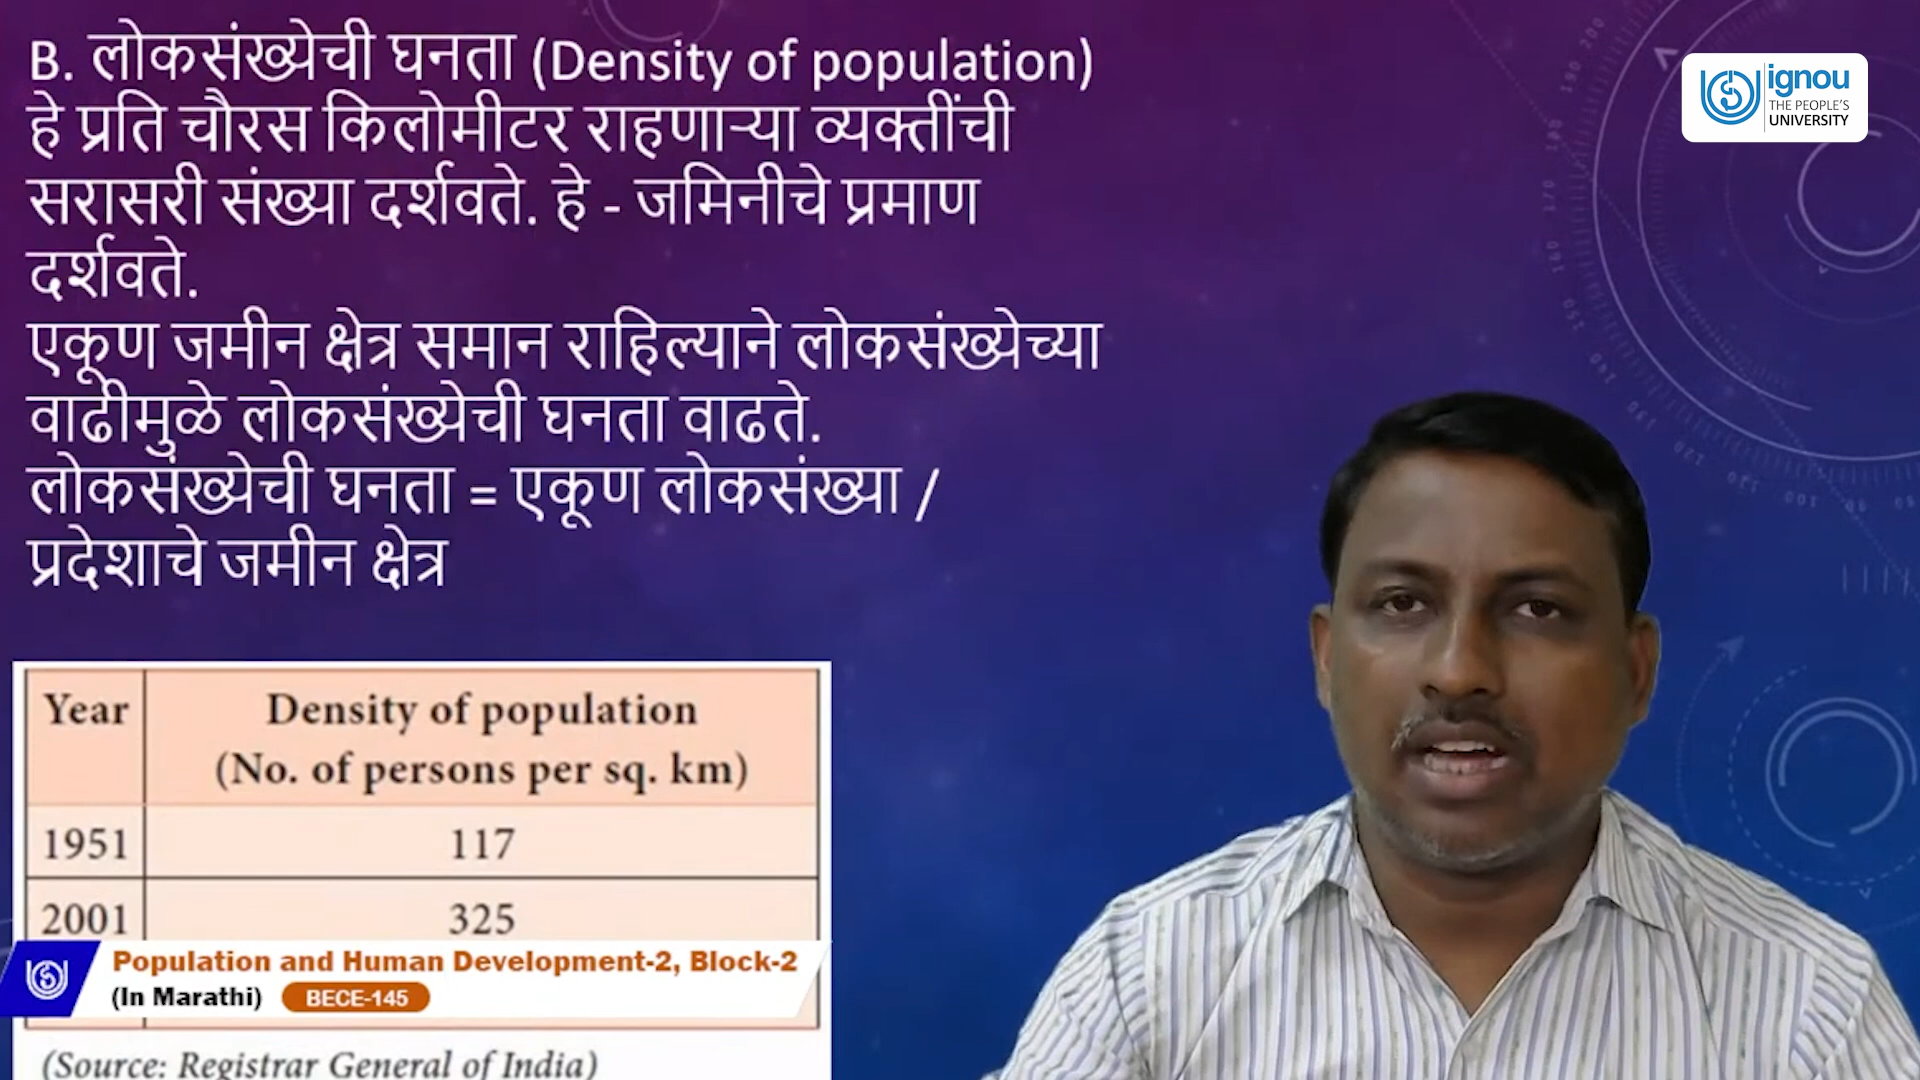 B. लोकसंख्येची घनता (Density of population)
हे प्रति चौरस किलोमीटर राहणाऱ्या व्यक्तींची
सरासरी संख्या दर्शवते. हे - जमिनीचे प्रमाण
दर्शवते.
एकूण जमीन क्षेत्र समान राहिल्याने लोकसंख्येच्या
वाढीमुळे लोकसंख्येची घनता वाढते.
लोकसंख्येची घनता = एकूण लोकसंख्या /
प्रदेशाचे जमीन क्षेत्र
ignou
THE PEOPLE'S
UNIVERSITY
Year Density of population
(No. of persons per sq. km)
1951 117
2001 325
Population and Human Development-2, Block-2
(In Marathi) BECE-145
(Source: Registrar General of India)